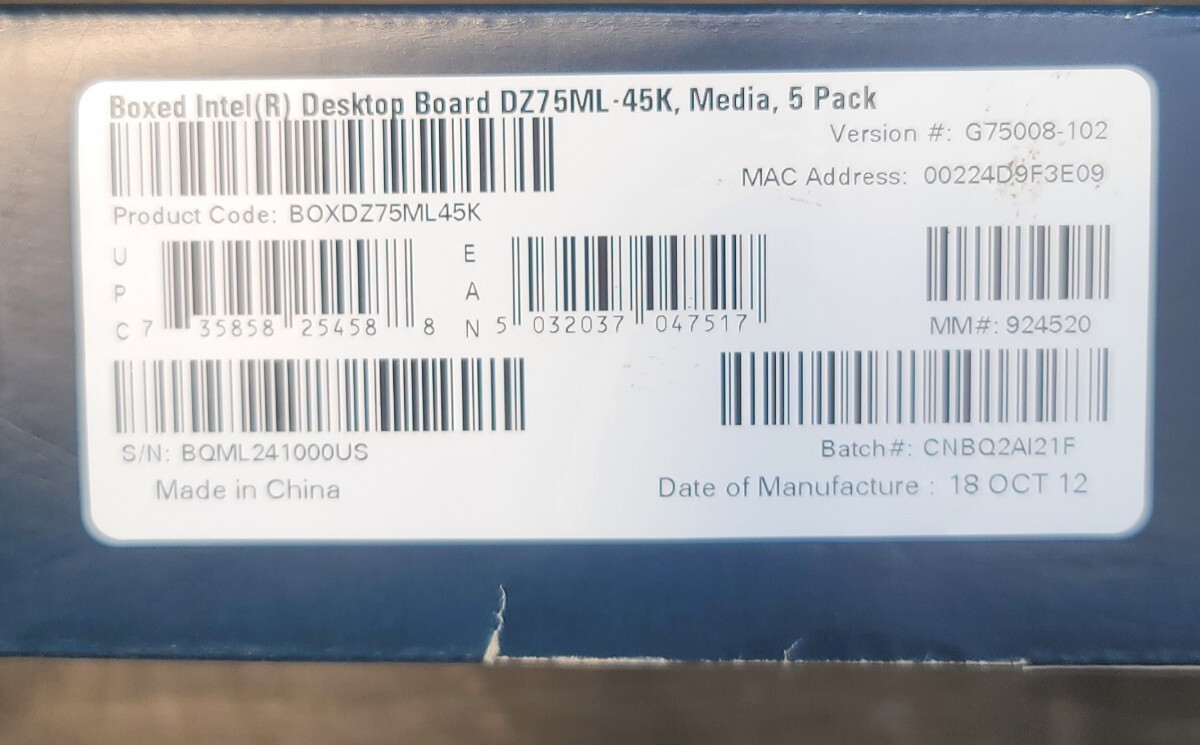 Boxed Intel(R) Desktop Board DZ75ML-45K, Media, 5 Pack
Version #: G75008-102
MAC Address: 00224D9F3E09
Product Code: BOXDZ75ML45K
UPC 7 35858 25458 8
EAN 5 032037 047517
MM#: 924520
S/N: BQML241000US
Batch#: CNBQ2AI21F
Made in China
Date of Manufacture : 18 OCT 12